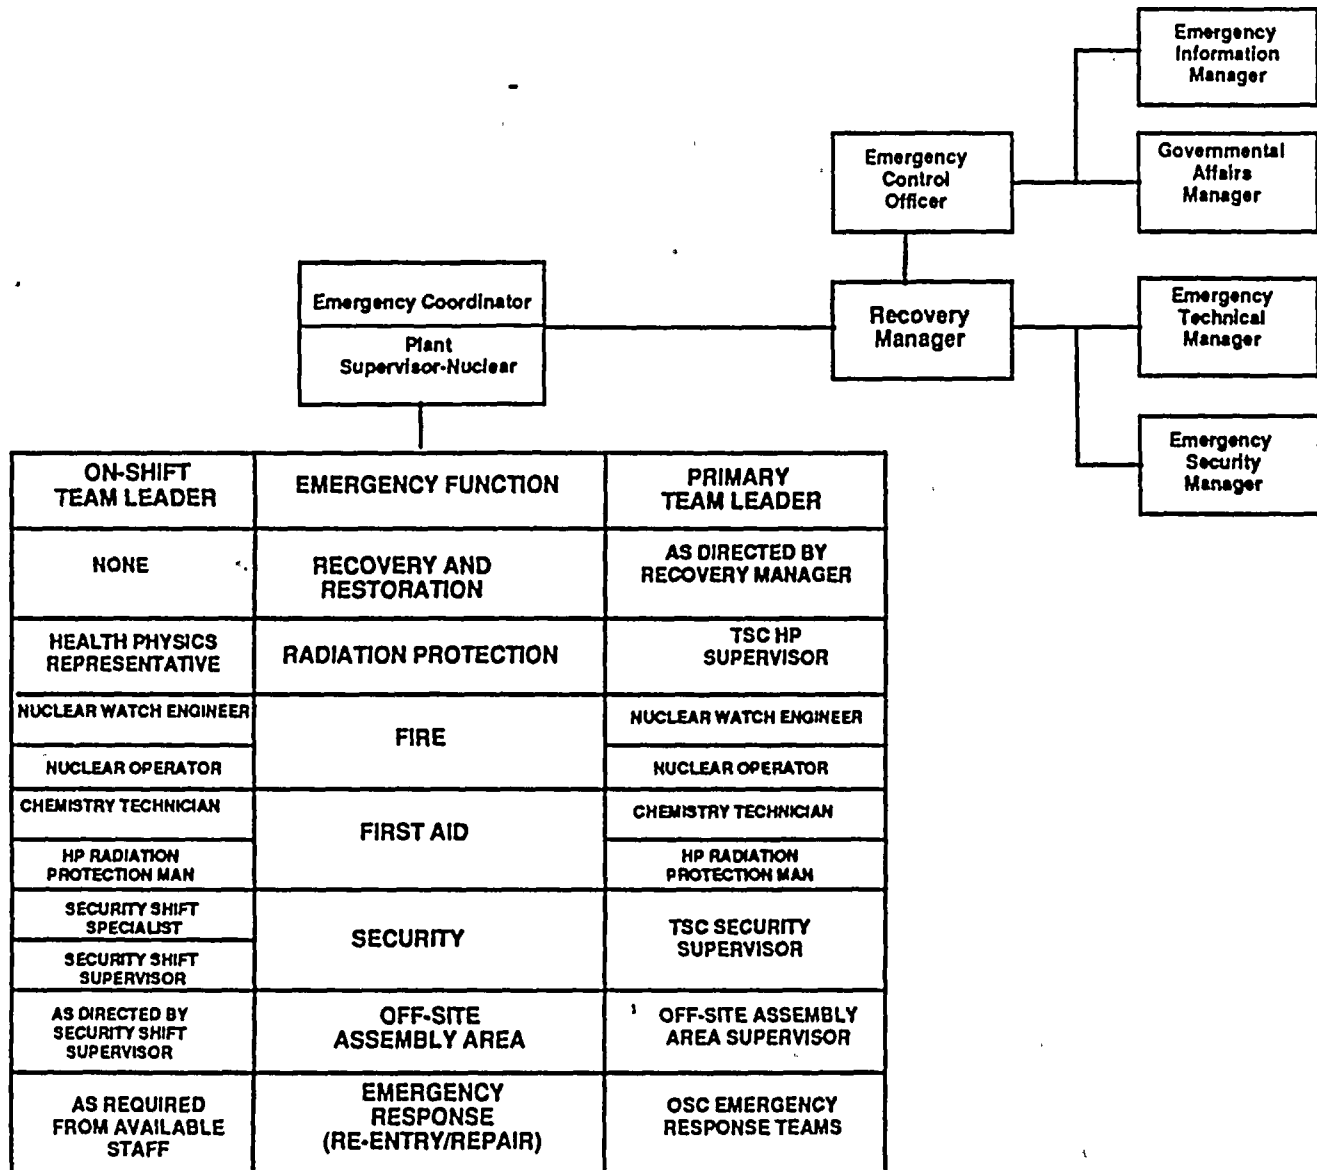 Emergency
Information
Manager
Emergency
Control
Officer
Governmental
Affairs
Manager
Emergency Coordinator
Plant
Supervisor-Nuclear
Recovery
Manager
Emergency
Technical
Manager
Emergency
Security
Manager
ON-SHIFT
TEAM LEADER
EMERGENCY FUNCTION
PRIMARY
TEAM LEADER
NONE
RECOVERY AND
RESTORATION
AS DIRECTED BY
RECOVERY MANAGER
HEALTH PHYSICS
REPRESENTATIVE
RADIATION PROTECTION
TSC HP
SUPERVISOR
NUCLEAR WATCH ENGINEER
NUCLEAR OPERATOR
FIRE
NUCLEAR WATCH ENGINEER
NUCLEAR OPERATOR
CHEMISTRY TECHNICIAN
HP RADIATION
PROTECTION MAN
FIRST AID
CHEMISTRY TECHNICIAN
HP RADIATION
PROTECTION MAN
SECURITY SHIFT
SPECIALIST
SECURITY SHIFT
SUPERVISOR
SECURITY
TSC SECURITY
SUPERVISOR
AS DIRECTED BY
SECURITY SHIFT
SUPERVISOR
OFF-SITE
ASSEMBLY AREA
OFF-SITE ASSEMBLY
AREA SUPERVISOR
AS REQUIRED
FROM AVAILABLE
STAFF
EMERGENCY
RESPONSE
(RE-ENTRY/REPAIR)
OSC EMERGENCY
RESPONSE TEAMS